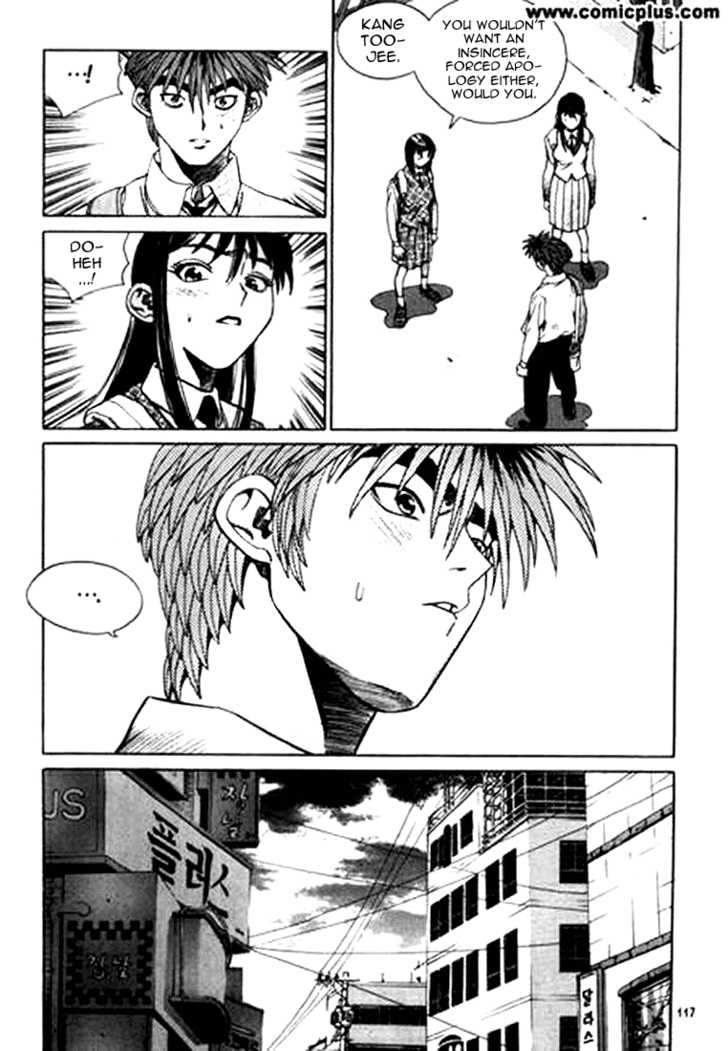 www.comicplus.com
...!
KANG
TOO-
JEE.
YOU WOULDN'T
WANT AN
INSINCERE,
FORCED APO-
LOGY EITHER,
WOULD YOU.
DO-
HEH
...!
...
US
플러스
117